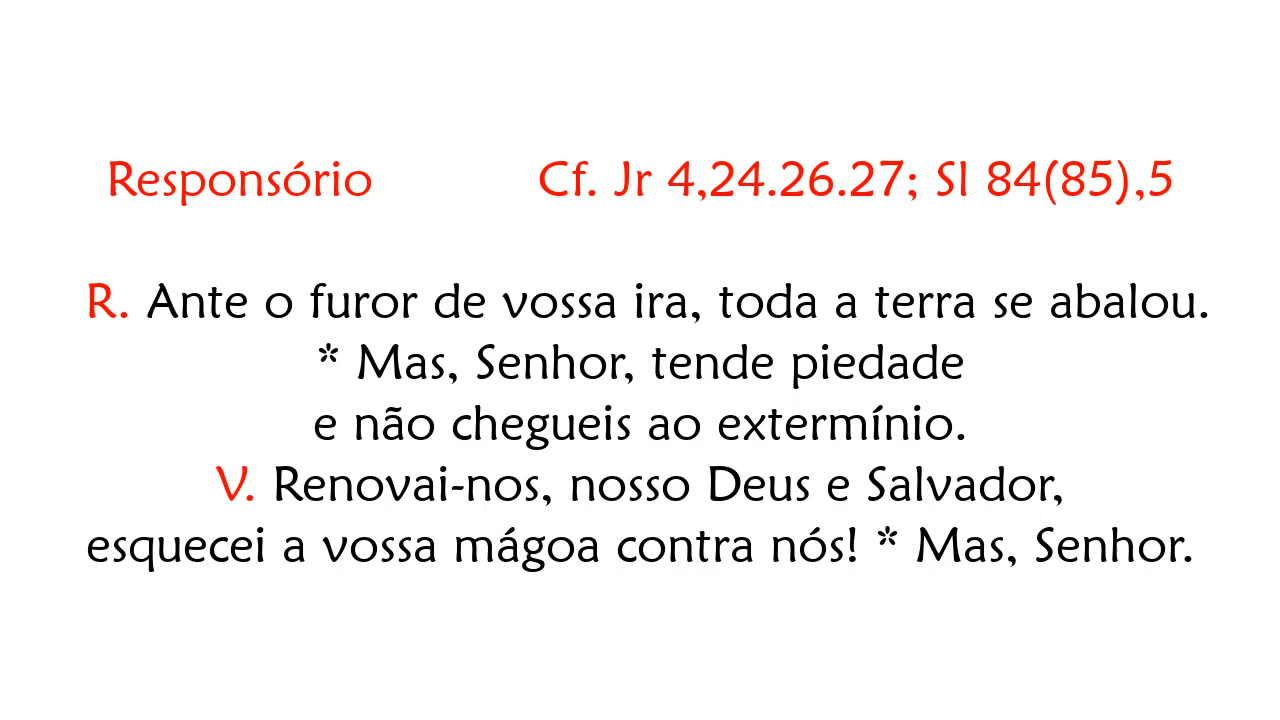 Responsório Cf. Jr 4,24.26.27; Sl 84(85),5
R. Ante o furor de vossa ira, toda a terra se abalou.
* Mas, Senhor, tende piedade
e não chegueis ao extermínio.
V. Renovai-nos, nosso Deus e Salvador,
esquecei a vossa mágoa contra nós! * Mas, Senhor.